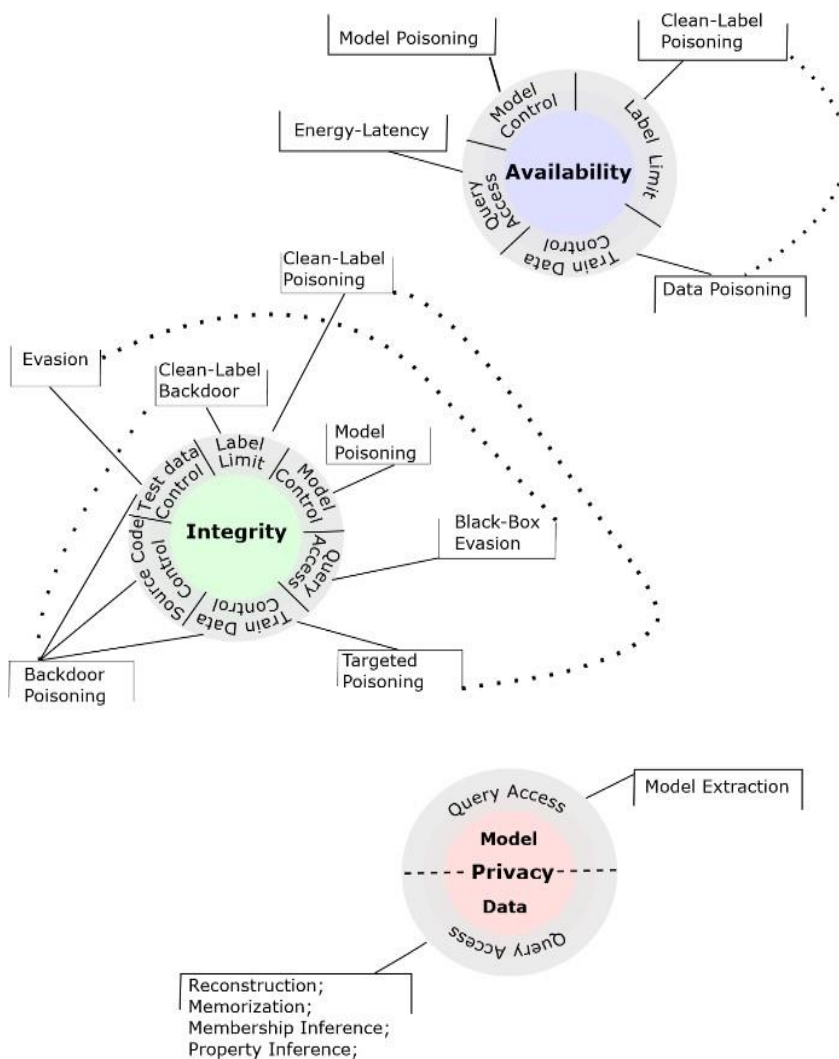 Model Poisoning
Clean-Label
Poisoning
Energy-Latency
Model Control
Label Limit
Query Access
Train Data Control
Availability
Data Poisoning
Clean-Label
Poisoning
Evasion
Clean-Label
Backdoor
Model
Poisoning
Test data Control
Label
Limit
Model Control
Query Access
Train Data Control
Source Code Control
Integrity
Black-Box
Evasion
Backdoor
Poisoning
Targeted
Poisoning
Query Access
Model
Privacy
Data
Query Access
Model Extraction
Reconstruction;
Memorization;
Membership Inference;
Property Inference;